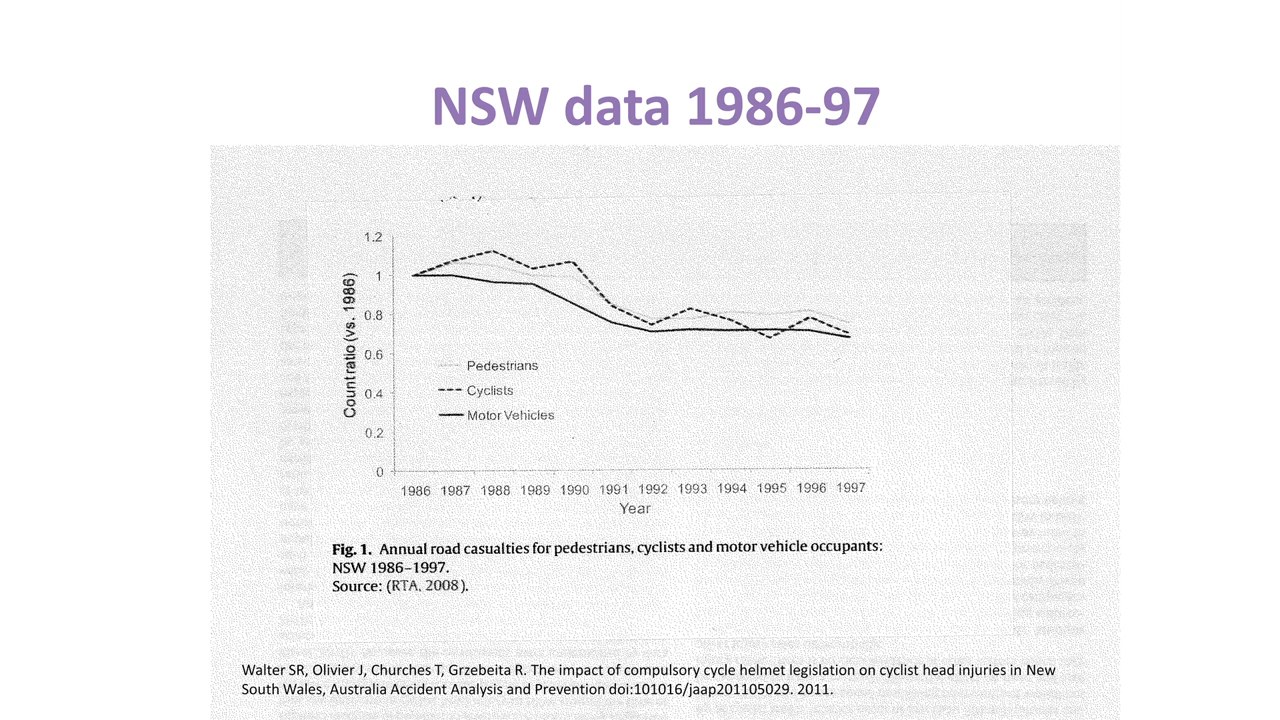 NSW data 1986-97
1.2
1
0.8
0.6
0.4
0.2
0
Count ratio (vs. 1986)
Pedestrians
Cyclists
Motor Vehicles
1986 1987 1988 1989 1990 1991 1992 1993 1994 1995 1996 1997
Year
Fig. 1. Annual road casualties for pedestrians, cyclists and motor vehicle occupants:
NSW 1986–1997.
Source: (RTA, 2008).
Walter SR, Olivier J, Churches T, Grzebeita R. The impact of compulsory cycle helmet legislation on cyclist head injuries in New
South Wales, Australia Accident Analysis and Prevention doi:101016/jaap201105029. 2011.